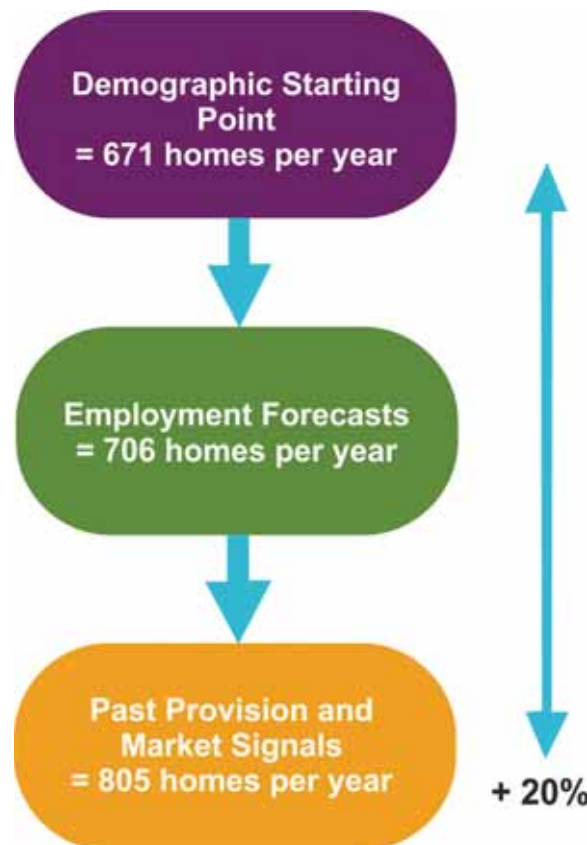 Demographic Starting
Point
= 671 homes per year
Employment Forecasts
= 706 homes per year
Past Provision and
Market Signals
= 805 homes per year
+ 20%